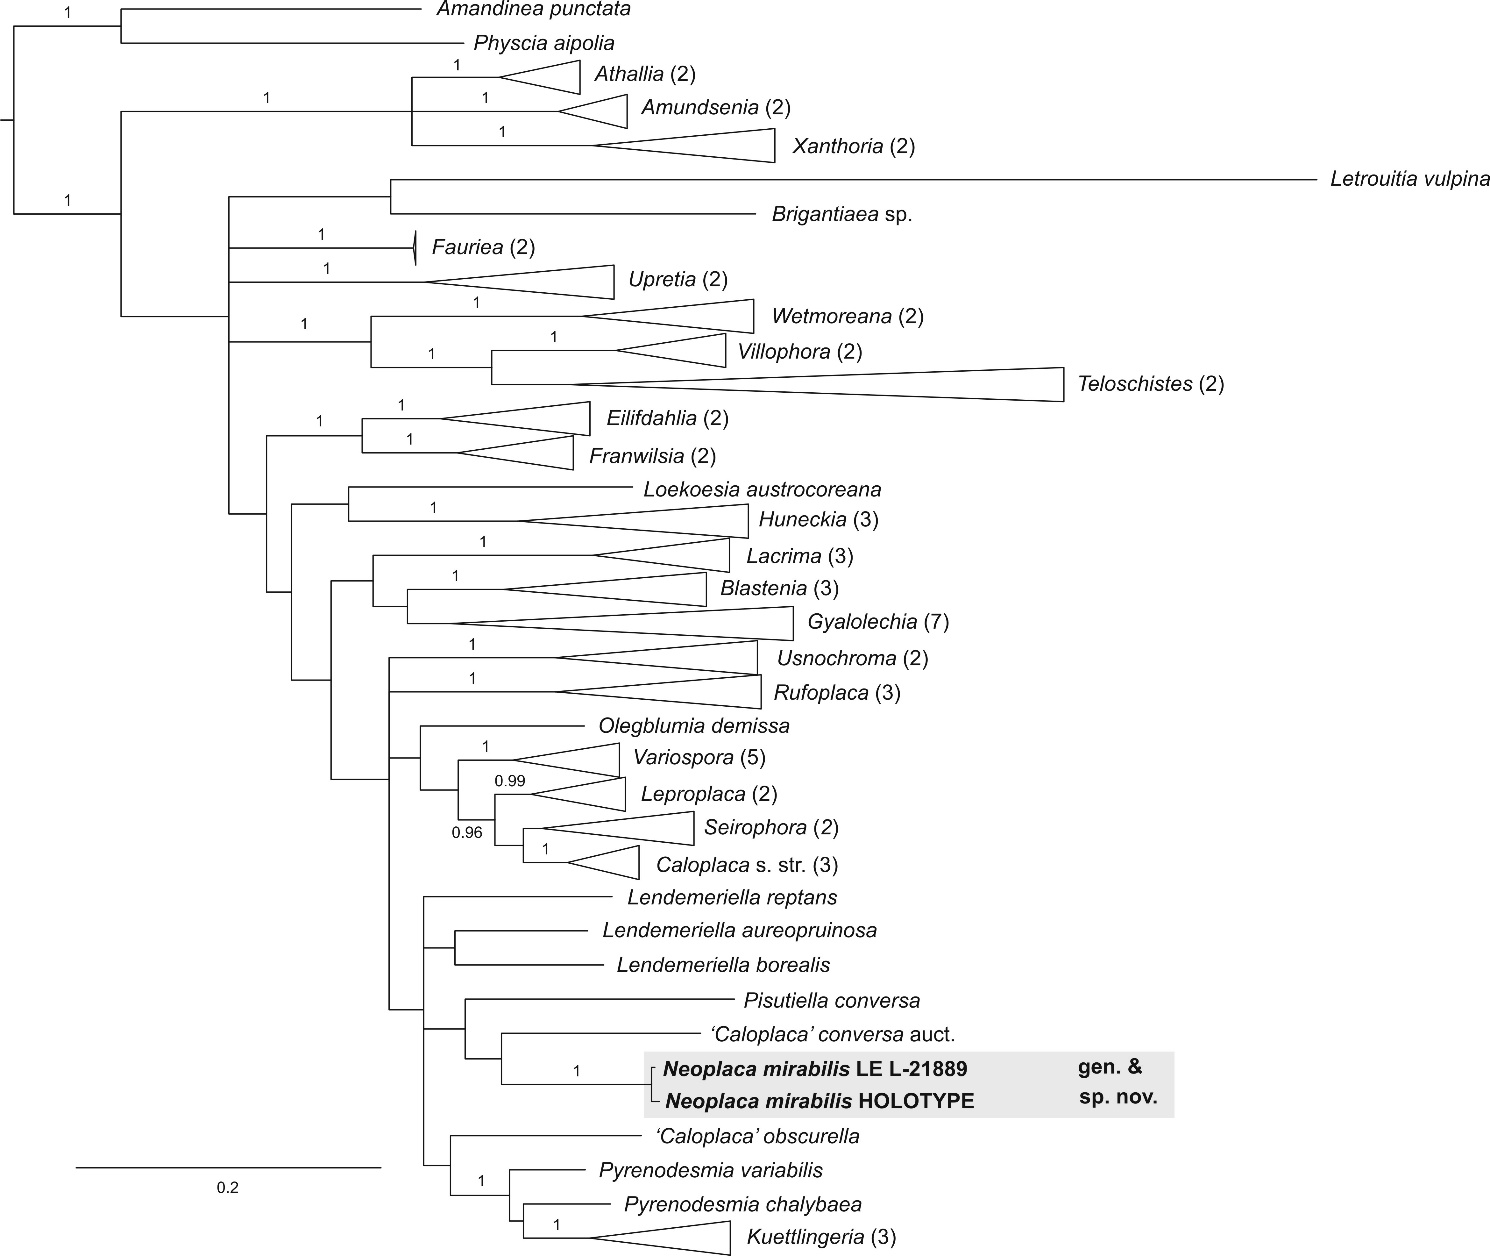 1
Amandinea punctata
Physcia aipolia
1
Athallia (2)
1
1
Amundsenia (2)
1
Xanthoria (2)
Letrouitia vulpina
1
Brigantiaea sp.
1
Fauriea (2)
1
Upretia (2)
1
Wetmoreana (2)
1
1
Villophora (2)
1
Teloschistes (2)
1
Eilifdahlia (2)
1
1
Franwilsia (2)
Loekoesia austrocoreana
1
Huneckia (3)
1
Lacrima (3)
1
Blastenia (3)
Gyalolechia (7)
1
Usnochroma (2)
1
Rufoplaca (3)
Olegblumia demissa
1
Variospora (5)
0.99
Leproplaca (2)
0.96
Seirophora (2)
1
Caloplaca s. str. (3)
Lendemeriella reptans
Lendemeriella aureopruinosa
Lendemeriella borealis
Pisutiella conversa
‘Caloplaca’ conversa auct.
1
Neoplaca mirabilis LE L-21889 gen. &
Neoplaca mirabilis HOLOTYPE sp. nov.
‘Caloplaca’ obscurella
Pyrenodesmia variabilis
1
Pyrenodesmia chalybaea
1
Kuettlingeria (3)
0.2